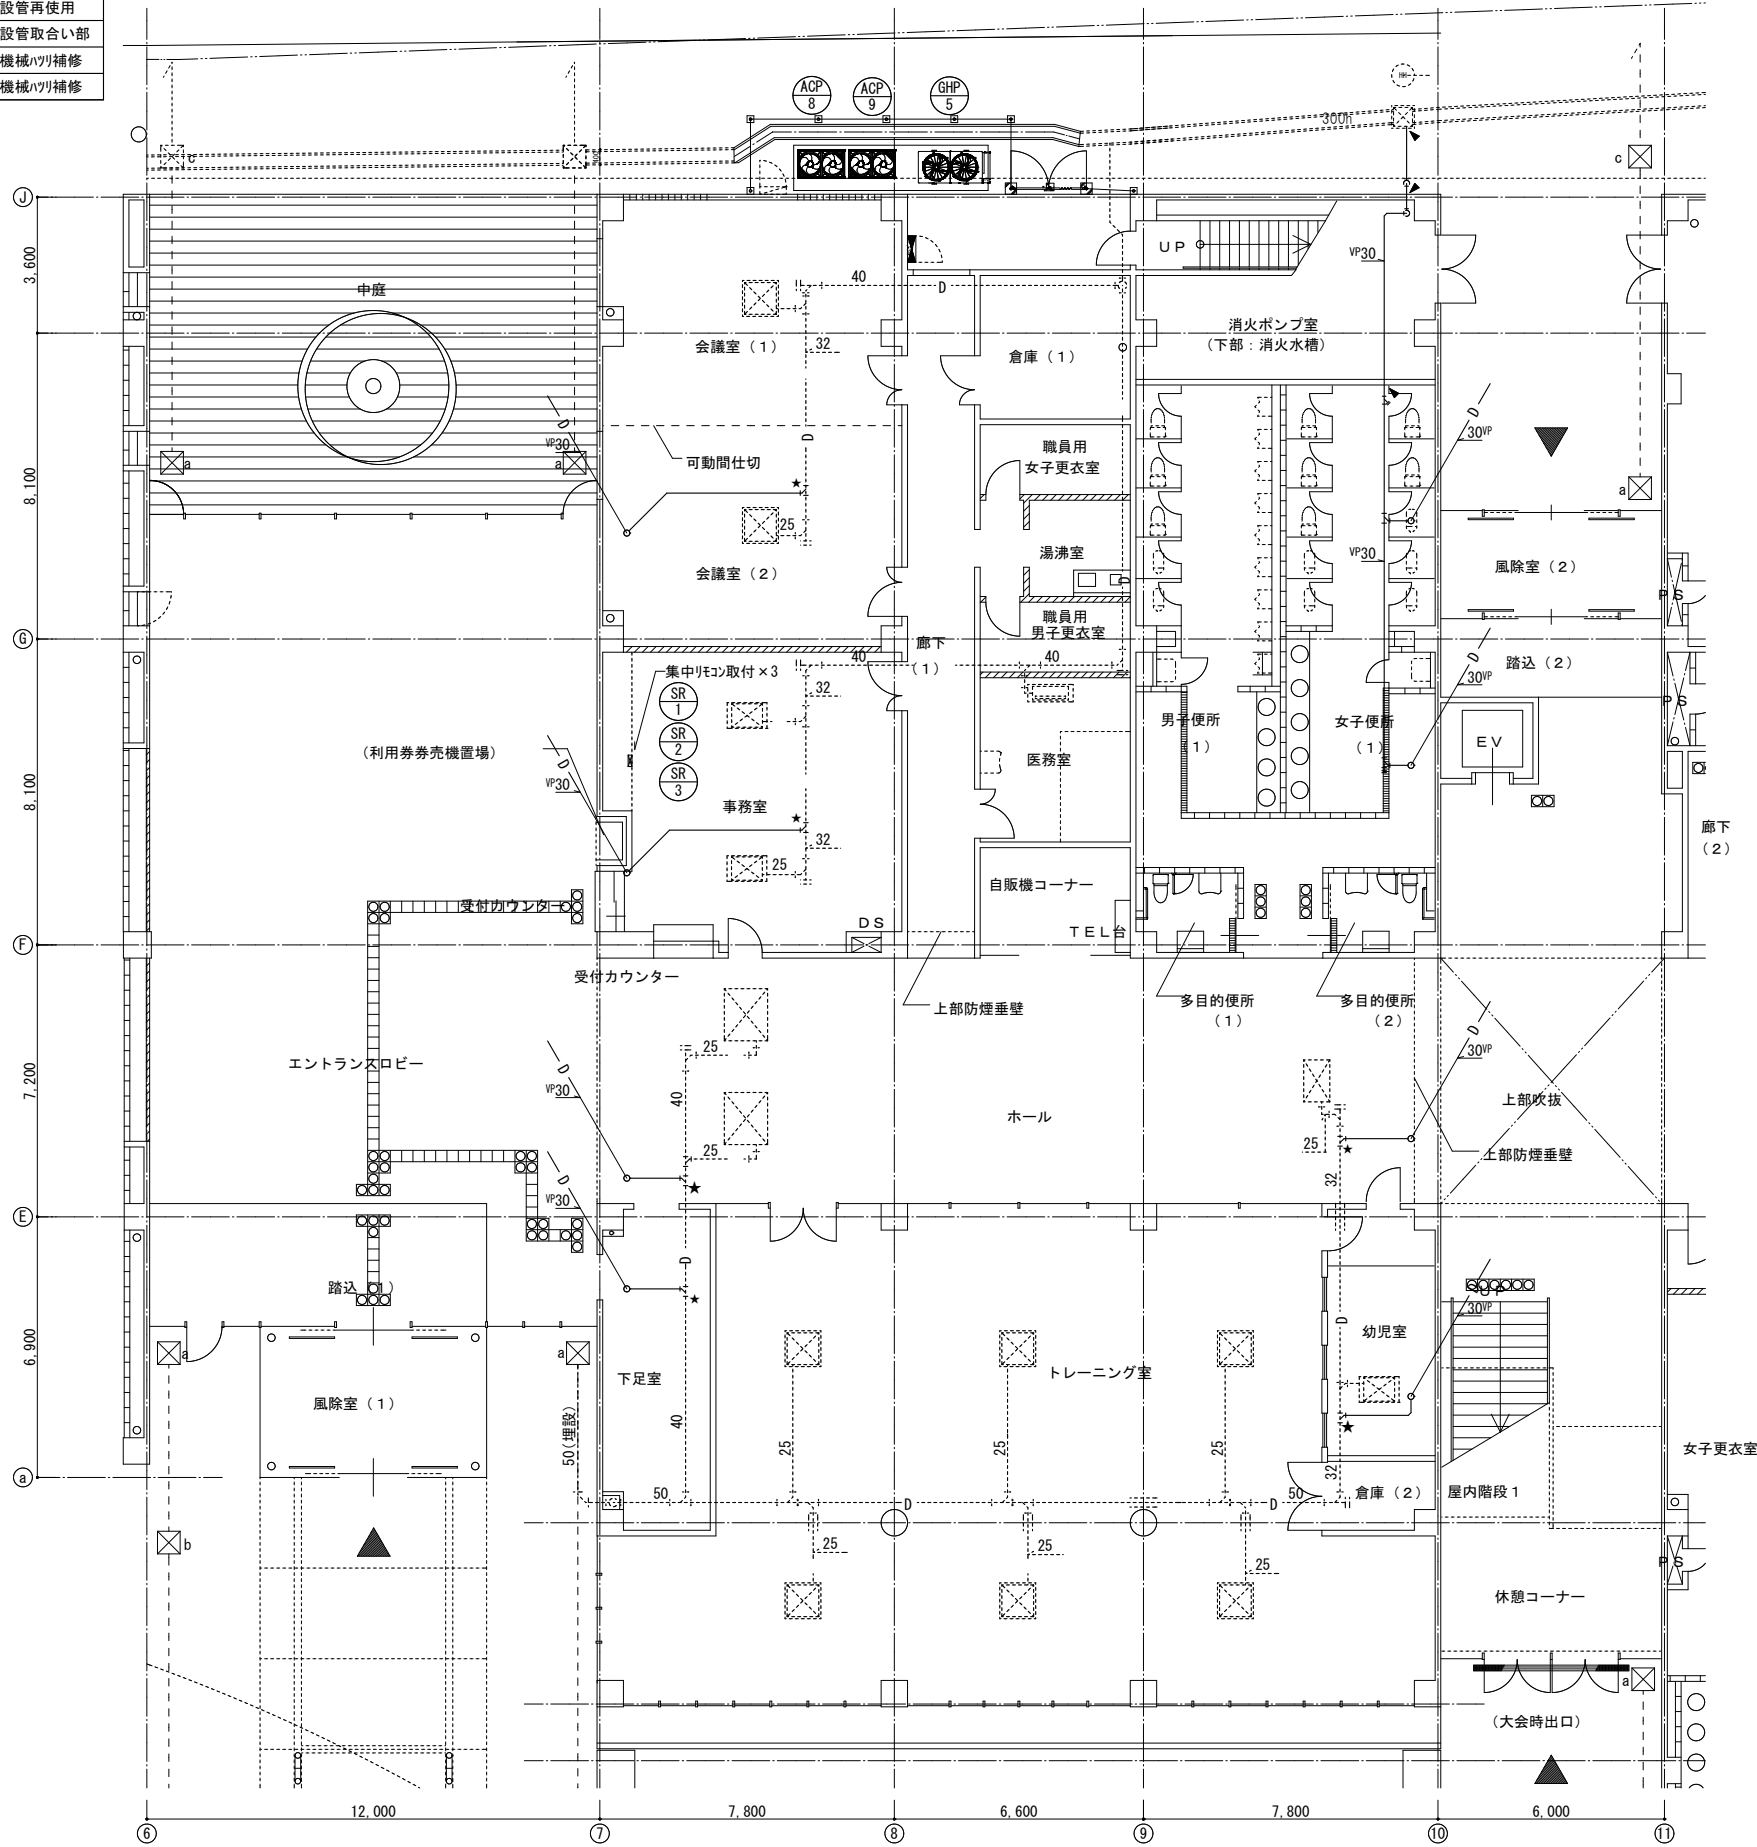 設管再使用
設管取合い部
機械ﾊﾂﾘ補修
機械ﾊﾂﾘ補修
ACP
8
ACP
9
GHP
5
300h
c
c
J
3,600
中庭
UP
VP30
40
D
会議室（1）
32
倉庫（1）
消火ポンプ室
（下部：消火水槽）
D
VP30
D
D
30VP
a
a
可動間仕切
★
職員用
女子更衣室
8,100
25
a
湯沸室
VP30
会議室（2）
D
風除室（2）
PS
職員用
男子更衣室
G
廊下
（1）
40
40
D
30VP
踏込（2）
集中ﾘﾓｺﾝ取付×3
32
SR
1
PS
男子便所
（1）
女子便所
（1）
SR
2
EV
（利用券券売機置場）
D
VP30
医務室
SR
3
8,100
事務室
★
32
廊下
（2）
25
自販機コーナー
受付カウンター
DS
TEL台
F
受付カウンター
上部防煙垂壁
多目的便所
（1）
多目的便所
（2）
D
30VP
エントランスロビー
25
D
VP30
40
7,200
ホール
上部吹抜
25
25
★
上部防煙垂壁
32
★
D
VP30
E
D
踏込（1）
★
UP
30VP
D
幼児室
6,900
a
a
トレーニング室
下足室
風除室（1）
40
★
50(埋設)
25
25
25
女子更衣室
a
50
32
D
D
50
倉庫（2）
屋内階段1
b
25
25
25
PS
休憩コーナー
a
（大会時出口）
12,000
7,800
6,600
7,800
6,000
6
7
8
9
10
11